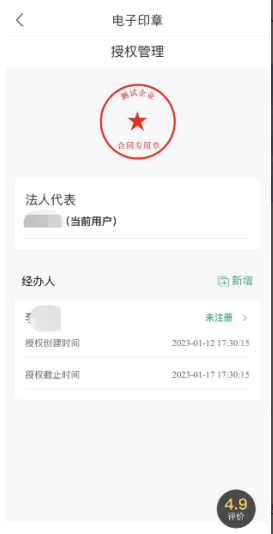 电子印章
授权管理
测试企业
合同专用章
法人代表
(当前用户)
经办人
新增
未注册
授权创建时间
2023-01-12 17:30:15
授权截止时间
2023-01-17 17:30:15
4.9
评价